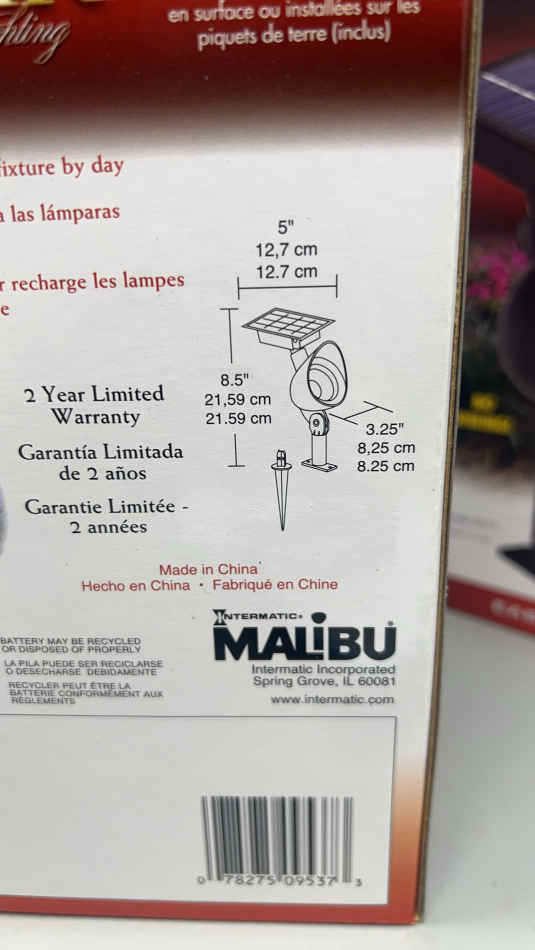 en surface ou installées sur les
piquets de terre (inclus)
fixture by day
a las lámparas
r recharge les lampes
e
5"
12,7 cm
12.7 cm
8.5"
21,59 cm
21.59 cm
3.25"
8,25 cm
8.25 cm
2 Year Limited
Warranty
Garantía Limitada
de 2 años
Garantie Limitée -
2 années
Made in China
Hecho en China • Fabriqué en Chine
BATTERY MAY BE RECYCLED
OR DISPOSED OF PROPERLY
LA PILA PUEDE SER RECICLARSE
O DESECHARSE DEBIDAMENTE
RECYCLER PEUT ÊTRE LA
BATTERIE CONFORMÉMENT AUX
RÈGLEMENTS
INTERMATIC®
MALIBU®
Intermatic Incorporated
Spring Grove, IL 60081
www.intermatic.com
0 78275 09537 3